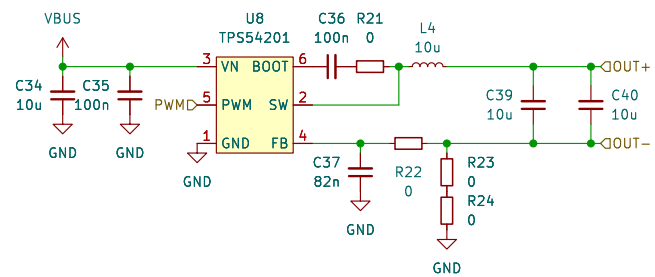 VBUS
U8
TPS54201
C36
100n
R21
0
L4
10u
3
VN
BOOT
6
OUT+
C34
10u
C35
100n
PWM
5
PWM
SW
2
C39
10u
C40
10u
1
GND
FB
4
OUT-
GND
GND
GND
C37
82n
R22
0
R23
0
R24
0
GND
GND